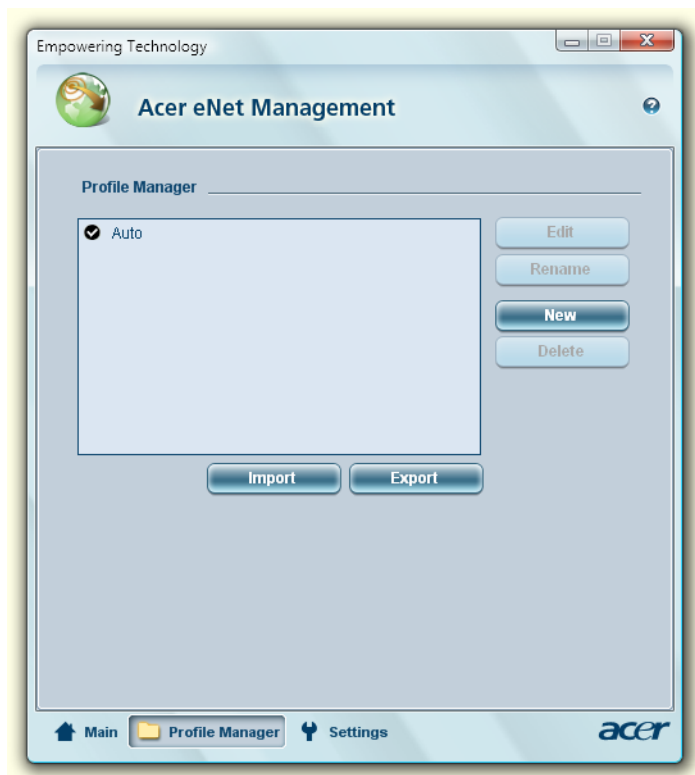 Empowering Technology
Acer eNet Management
?
Profile Manager
Auto
Edit
Rename
New
Delete
Import Export
Main Profile Manager Settings acer